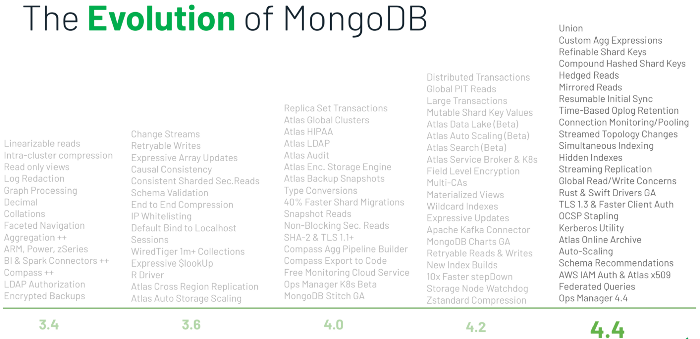 The Evolution of MongoDB
Linearizable reads
Intra-cluster compression
Read only views
Log Redaction
Graph Processing
Decimal
Collations
Faceted Navigation
Aggregation ++
ARM, Power, zSeries
BI & Spark Connectors ++
Compass ++
LDAP Authorization
Encrypted Backups
3.4
Change Streams
Retryable Writes
Expressive Array Updates
Causal Consistency
Consistent Sharded Sec.Reads
Schema Validation
End to End Compression
IP Whitelisting
Default Bind to Localhost
Sessions
WiredTiger 1m+ Collections
Expressive $lookUp
R Driver
Atlas Cross Region Replication
Atlas Auto Storage Scaling
3.6
Replica Set Transactions
Atlas Global Clusters
Atlas HIPAA
Atlas LDAP
Atlas Audit
Atlas Enc. Storage Engine
Atlas Backup Snapshots
Type Conversions
40% Faster Shard Migrations
Snapshot Reads
Non-Blocking Sec. Reads
SHA-2 & TLS 1.1+
Compass Agg Pipeline Builder
Compass Export to Code
Free Monitoring Cloud Service
Ops Manager K8s Beta
MongoDB Stitch GA
4.0
Distributed Transactions
Global PIT Reads
Large Transactions
Mutable Shard Key Values
Atlas Data Lake (Beta)
Atlas Auto Scaling (Beta)
Atlas Search (Beta)
Atlas Service Broker & K8s
Field Level Encryption
Multi-CAs
Materialized Views
Wildcard Indexes
Expressive Updates
Apache Kafka Connector
MongoDB Charts GA
Retryable Reads & Writes
New Index Builds
10x Faster stepDown
Storage Node Watchdog
Zstandard Compression
4.2
Union
Custom Agg Expressions
Refinable Shard Keys
Compound Hashed Shard Keys
Hedged Reads
Mirrored Reads
Resumable Initial Sync
Time-Based Oplog Retention
Connection Monitoring/Pooling
Streamed Topology Changes
Simultaneous Indexing
Hidden Indexes
Streaming Replication
Global Read/Write Concerns
Rust & Swift Drivers GA
TLS 1.3 & Faster Client Auth
OCSP Stapling
Kerberos Utility
Atlas Online Archive
Auto-Scaling
Schema Recommendations
AWS IAM Auth & Atlas x509
Federated Queries
Ops Manager 4.4
4.4